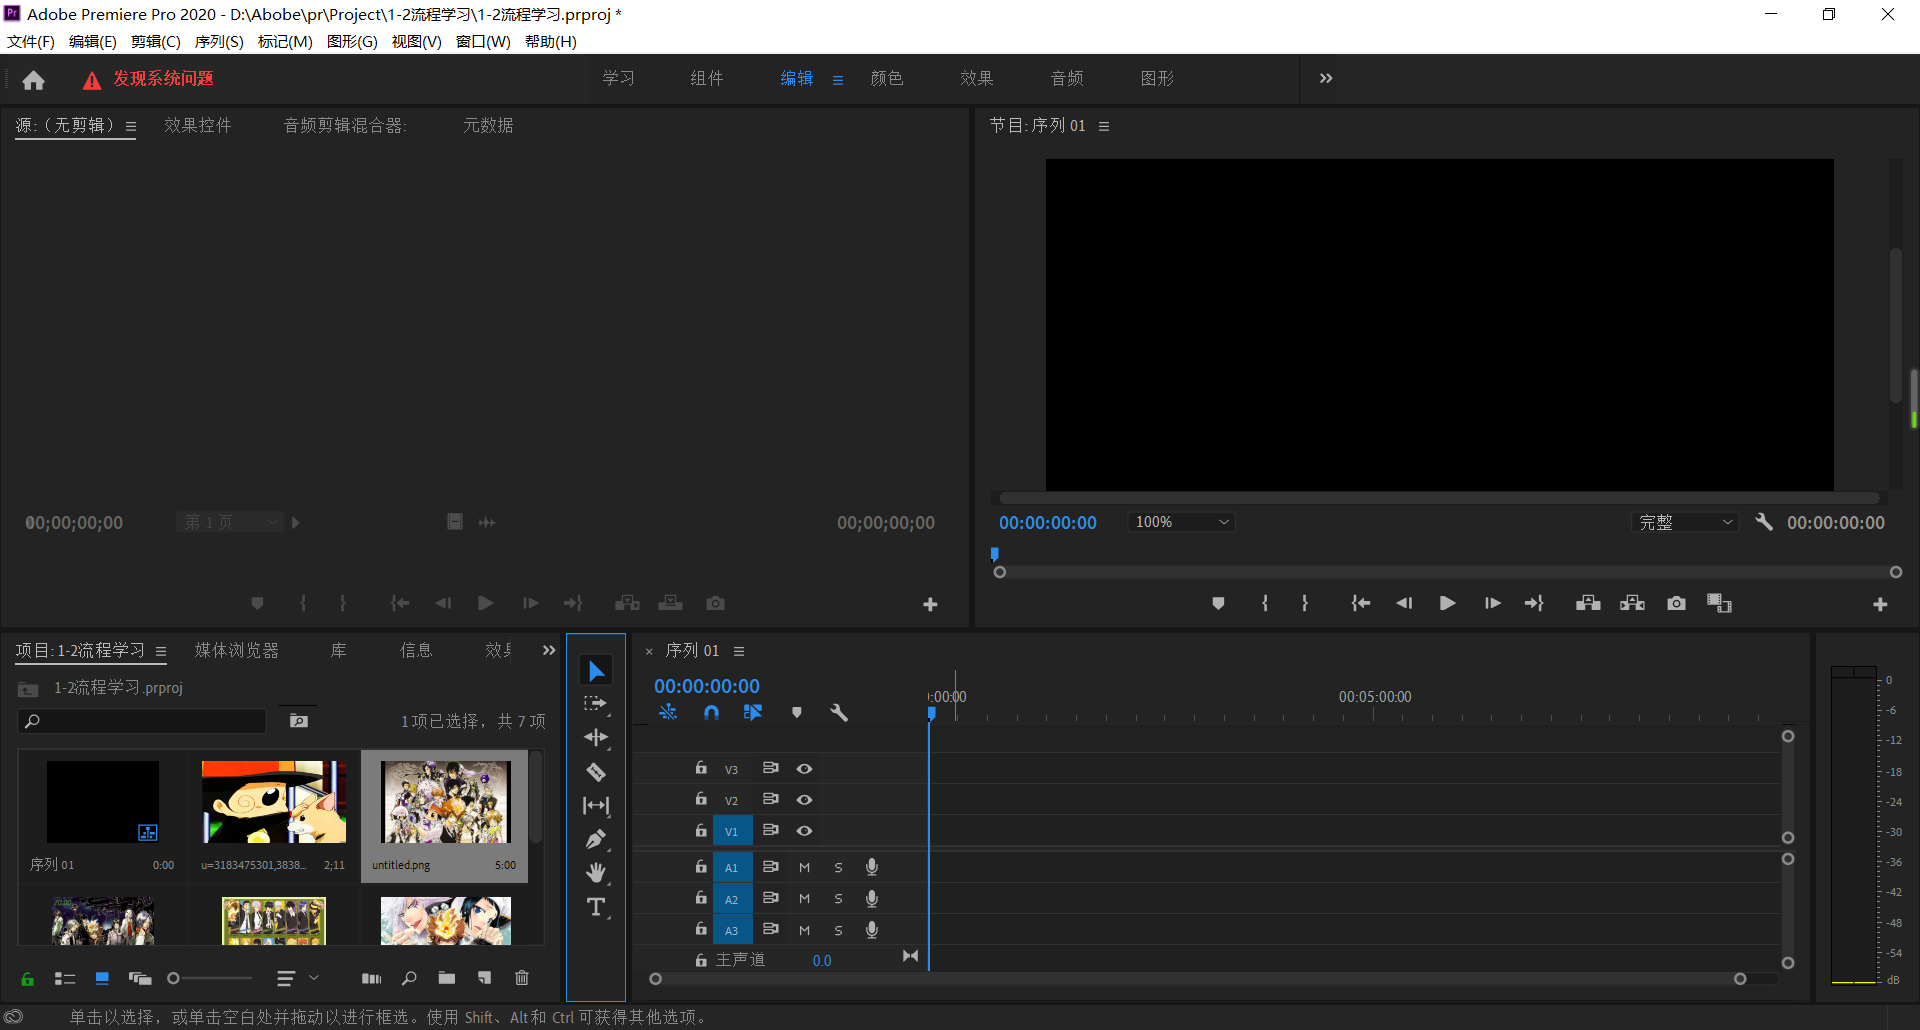 Adobe Premiere Pro 2020 - D:\Abobe\pr\Project\1-2流程学习\1-2流程学习.prproj *
文件(F) 编辑(E) 剪辑(C) 序列(S) 标记(M) 图形(G) 视图(V) 窗口(W) 帮助(H)
发现系统问题 学习 组件 编辑 颜色 效果 音频 图形
源:（无剪辑） 效果控件 音频剪辑混合器: 元数据
节目: 序列 01
00;00;00;00 第 1 页 00;00;00;00
00:00:00:00 100% 完整 00:00:00:00
项目: 1-2流程学习 媒体浏览器 库 信息
1-2流程学习.prproj
1项已选择，共 7 项
序列 01 0:00
u=3183475301,3838... 2;11
untitled.png 5:00
序列 01
00:00:00:00
:00:00 00:05:00:00
V3
V2
V1
A1 M S
A2 M S
A3 M S
主声道 0.0
0
-6
-12
-18
-24
-30
-36
-42
-48
-54
dB
单击以选择，或单击空白处并拖动以进行框选。使用 Shift、Alt和 Ctrl 可获得其他选项。